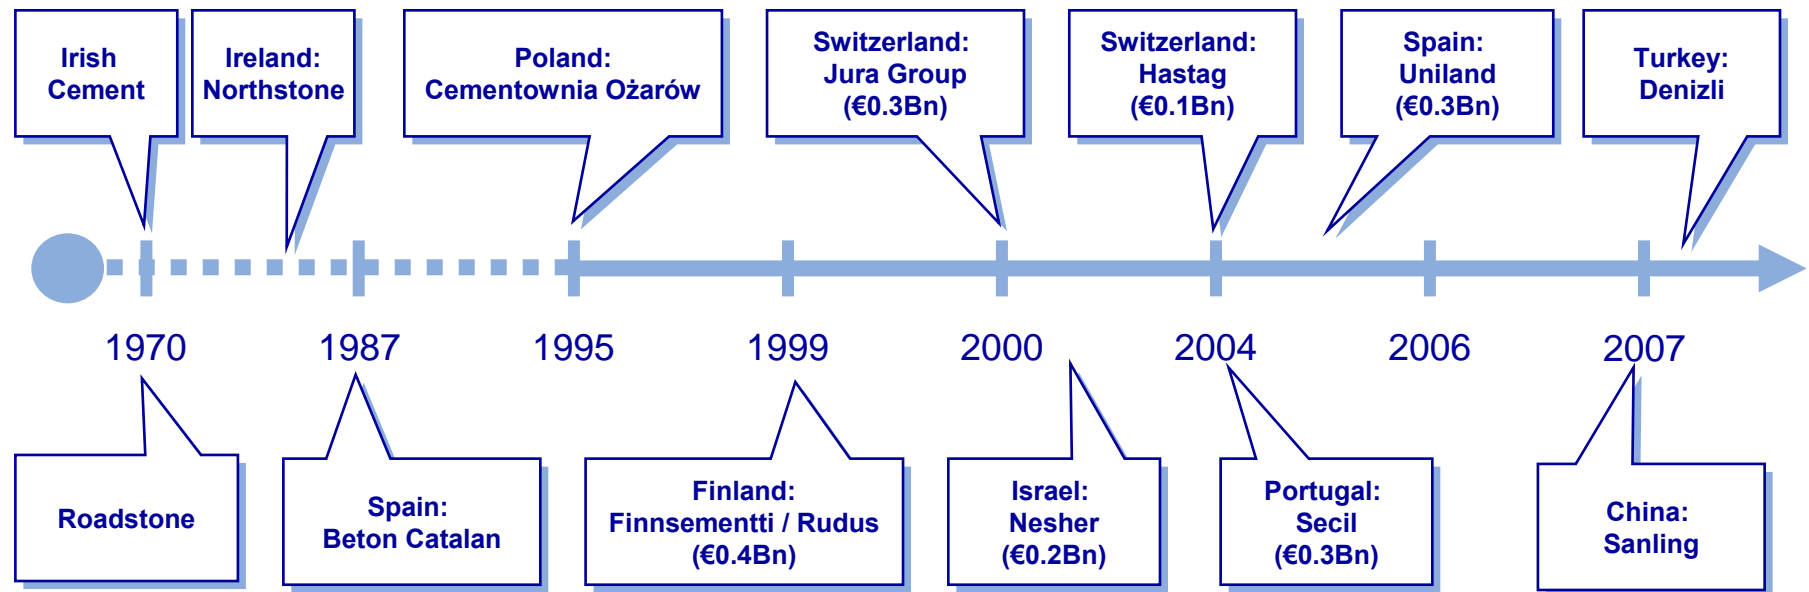 Irish
Cement
Ireland:
Northstone
Poland:
Cementownia Ożarów
Switzerland:
Jura Group
(€0.3Bn)
Switzerland:
Hastag
(€0.1Bn)
Spain:
Uniland
(€0.3Bn)
Turkey:
Denizli
1970
1987
1995
1999
2000
2004
2006
2007
Roadstone
Spain:
Beton Catalan
Finland:
Finnsementti / Rudus
(€0.4Bn)
Israel:
Nesher
(€0.2Bn)
Portugal:
Secil
(€0.3Bn)
China:
Sanling